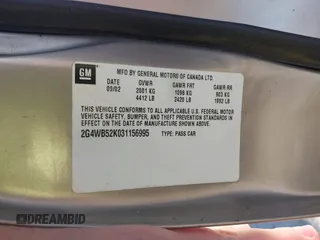 GM
MFD. BY GENERAL MOTORS OF CANADA LTD.
DATE GVWR GAWR FRT GAWR RR
09/02 2001 KG 1098 KG 903 KG
4412 LB 2420 LB 1992 LB
THIS VEHICLE CONFORMS TO ALL APPLICABLE U.S. FEDERAL MOTOR
VEHICLE SAFETY, BUMPER, AND THEFT PREVENTION STANDARDS IN
EFFECT ON THE DATE OF MANUFACTURE SHOWN ABOVE.
2G4WB52K031156995 TYPE: PASS CAR
DREAMBID